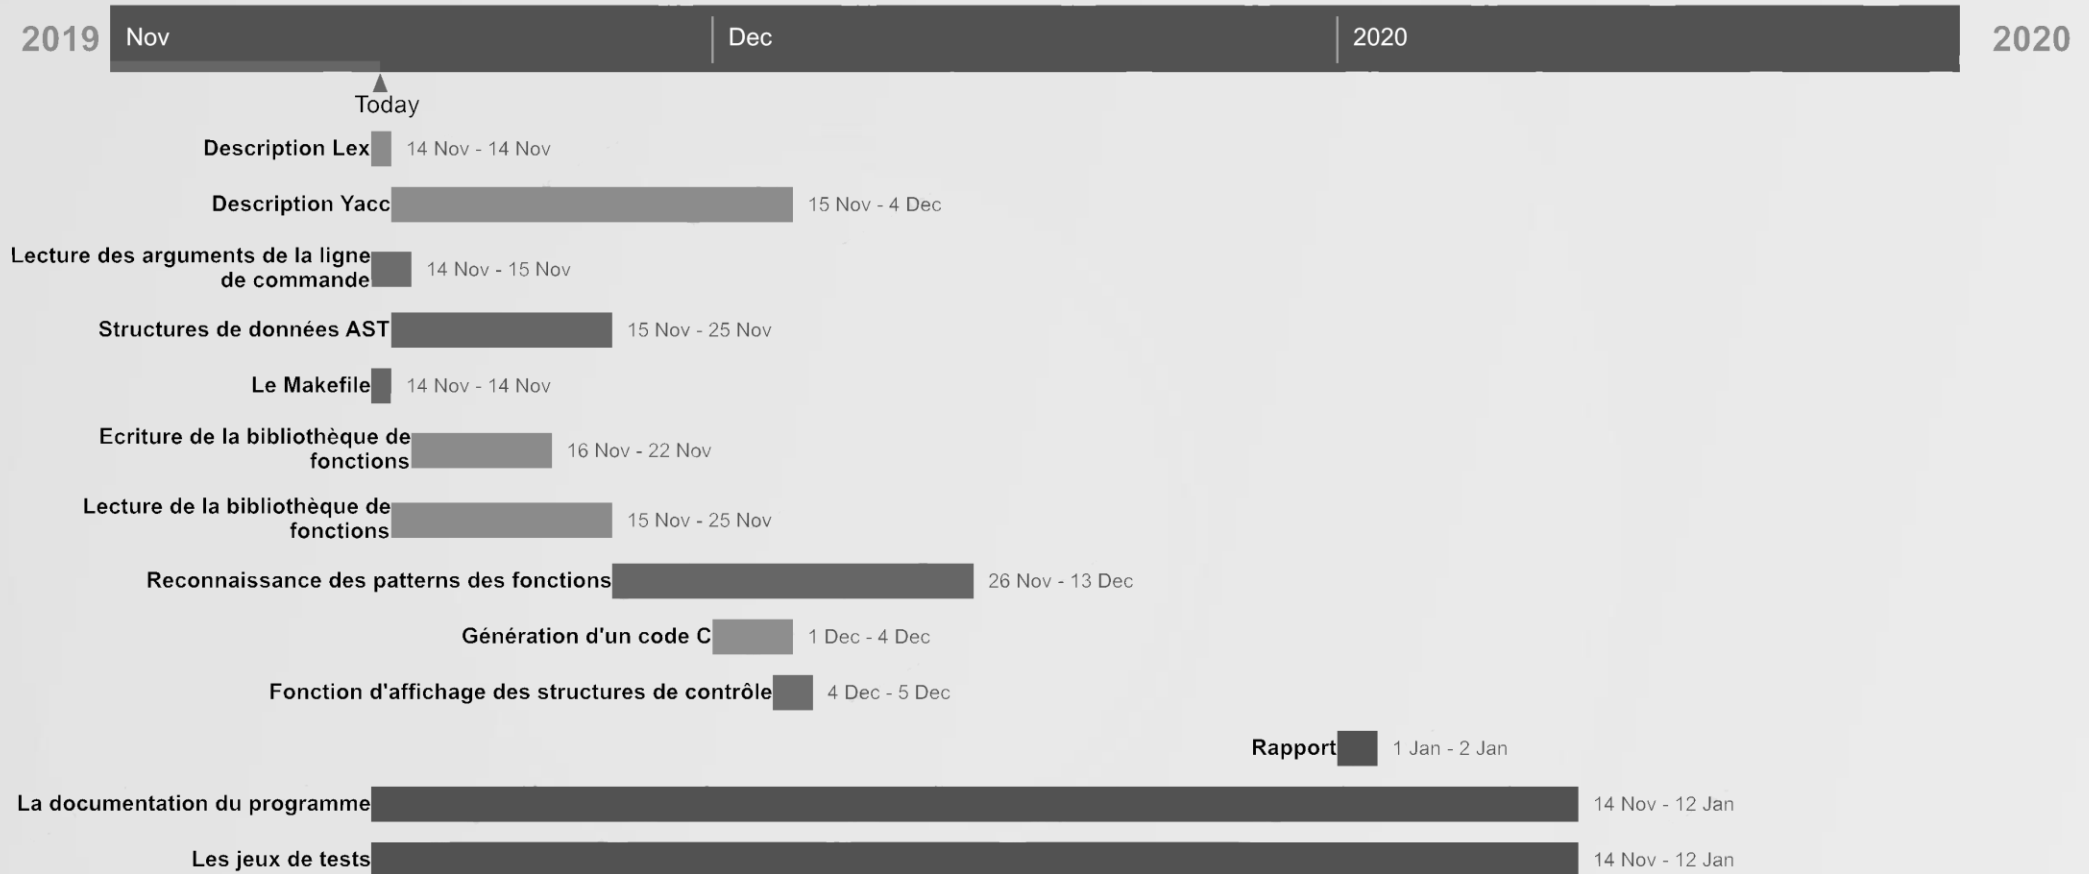 2019 Nov Dec 2020 2020
Today
Description Lex 14 Nov - 14 Nov
Description Yacc 15 Nov - 4 Dec
Lecture des arguments de la ligne
de commande 14 Nov - 15 Nov
Structures de données AST 15 Nov - 25 Nov
Le Makefile 14 Nov - 14 Nov
Ecriture de la bibliothèque de
fonctions 16 Nov - 22 Nov
Lecture de la bibliothèque de
fonctions 15 Nov - 25 Nov
Reconnaissance des patterns des fonctions 26 Nov - 13 Dec
Génération d'un code C 1 Dec - 4 Dec
Fonction d'affichage des structures de contrôle 4 Dec - 5 Dec
Rapport 1 Jan - 2 Jan
La documentation du programme 14 Nov - 12 Jan
Les jeux de tests 14 Nov - 12 Jan